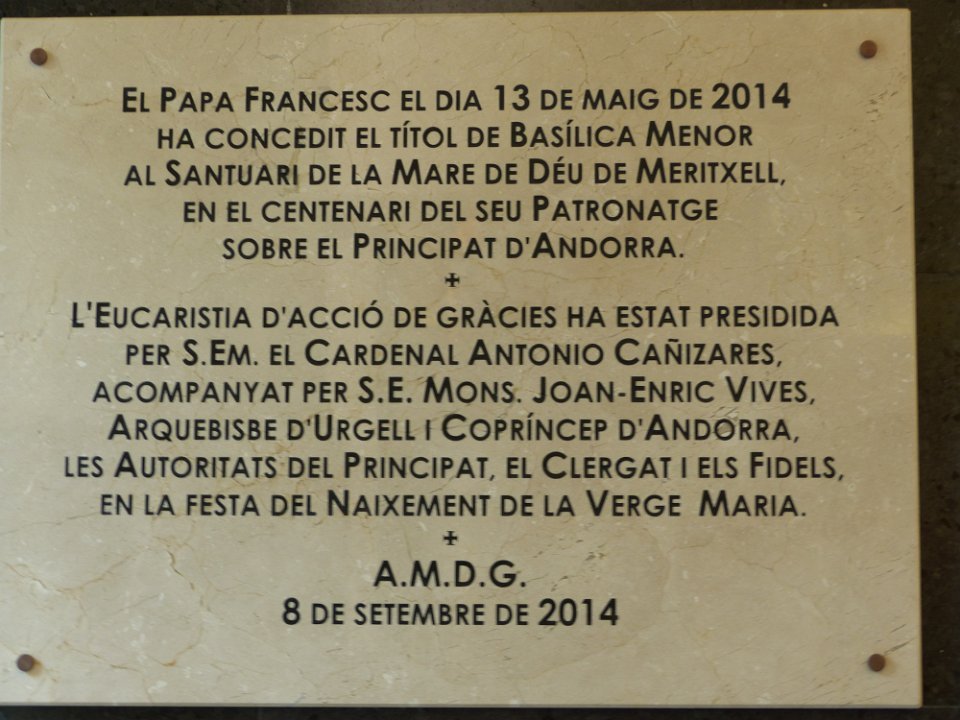 El Papa Francesc el dia 13 de maig de 2014
ha concedit el títol de Basílica Menor
al Santuari de la Mare de Déu de Meritxell,
en el centenari del seu Patronatge
sobre el Principat d'Andorra.
✠
L'Eucaristia d'acció de gràcies ha estat presidida
per S.Em. el Cardenal Antonio Cañizares,
acompanyat per S.E. Mons. Joan-Enric Vives,
Arquebisbe d'Urgell i Copríncep d'Andorra,
les Autoritats del Principat, el Clergat i els Fidels,
en la festa del Naixement de la Verge Maria.
✠
A.M.D.G.
8 de setembre de 2014